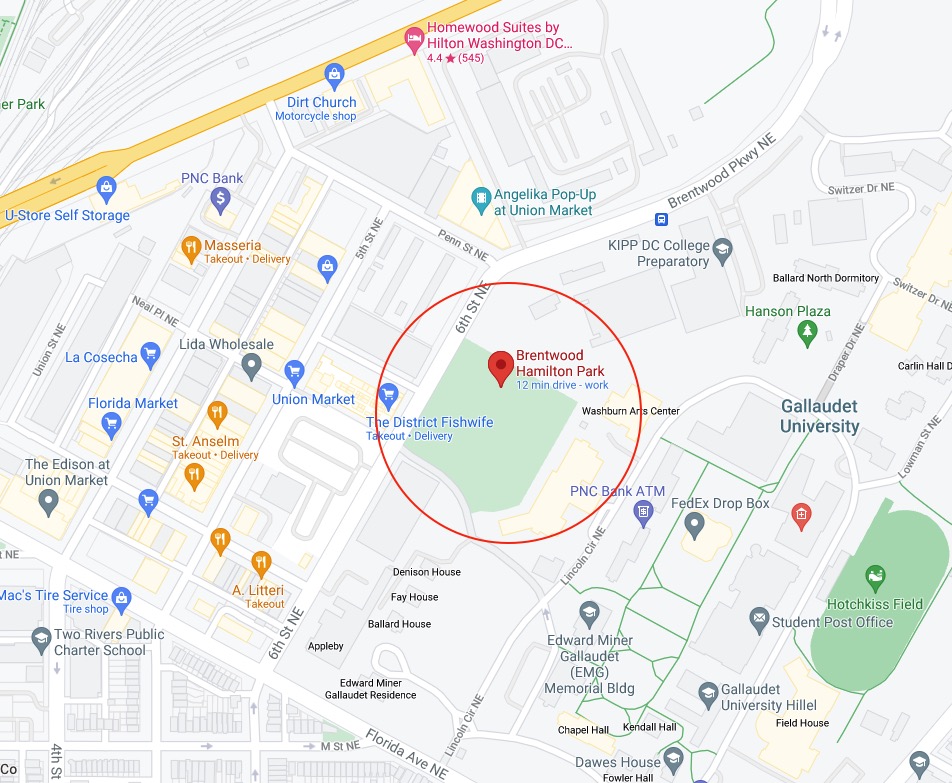 Homewood Suites by
Hilton Washington DC...
4.4 ★ (545)
er Park
Dirt Church
Motorcycle shop
Brentwood Pkwy NE
PNC Bank
U-Store Self Storage
Switzer Dr NE
Angelika Pop-Up
at Union Market
5th St NE
Penn St NE
Masseria
Takeout • Delivery
KIPP DC College
Preparatory
Ballard North Dormitory
Switzer Dr NE
6th St NE
Neal Pl NE
Hanson Plaza
Union St NE
Lida Wholesale
La Cosecha
Draper Dr NE
Brentwood
Hamilton Park
12 min drive - work
Carlin Hall D
Union Market
Florida Market
Washburn Arts Center
Gallaudet
University
The District Fishwife
Takeout • Delivery
St. Anselm
Takeout • Delivery
Lowman St NE
The Edison at
Union Market
PNC Bank ATM
FedEx Drop Box
t NE
Lincoln Cir NE
Denison House
A. Litteri
Takeout
Fay House
Mac's Tire Service
Tire shop
Hotchkiss Field
Student Post Office
Ballard House
6th St NE
Two Rivers Public
Charter School
Appleby
Edward Miner
Gallaudet
(EMG)
Memorial Bldg
Edward Miner
Gallaudet Residence
Gallaudet
University Hillel
Field House
Lincoln Cir NE
Chapel Hall
Kendall Hall
M St NE
Florida Ave NE
4th St
Co
Dawes House
Fowler Hall